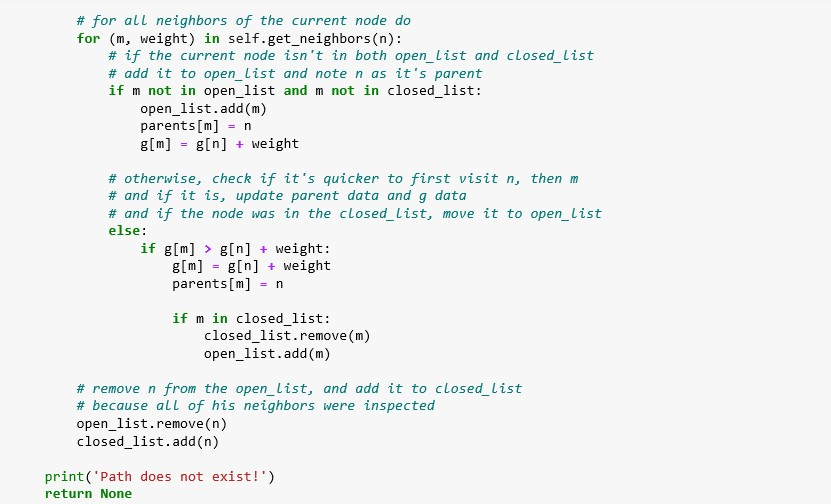 # for all neighbors of the current node do
for (m, weight) in self.get_neighbors(n):
# if the current node isn't in both open_list and closed_list
# add it to open_list and note n as it's parent
if m not in open_list and m not in closed_list:
open_list.add(m)
parents[m] = n
g[m] = g[n] + weight
# otherwise, check if it's quicker to first visit n, then m
# and if it is, update parent data and g data
# and if the node was in the closed_list, move it to open_list
else:
if g[m] > g[n] + weight:
g[m] = g[n] + weight
parents[m] = n
if m in closed_list:
closed_list.remove(m)
open_list.add(m)
# remove n from the open_list, and add it to closed_list
# because all of his neighbors were inspected
open_list.remove(n)
closed_list.add(n)
print('Path does not exist!')
return None